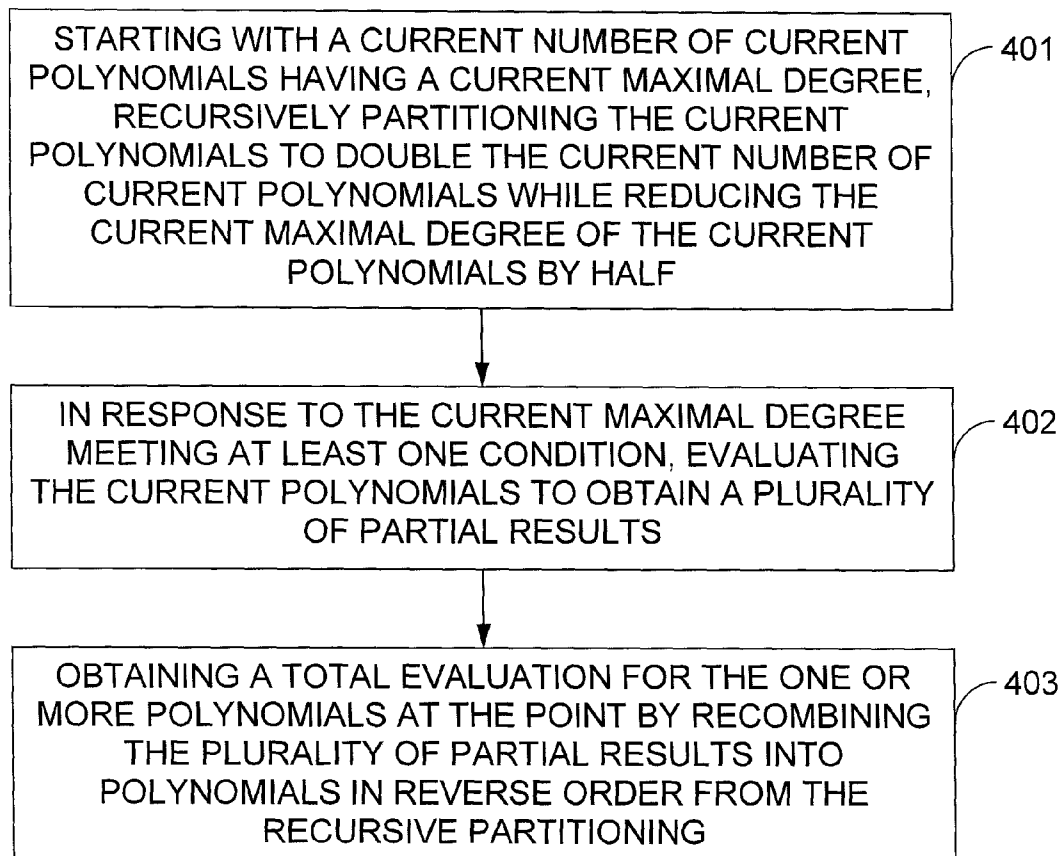 STARTING WITH A CURRENT NUMBER OF CURRENT
POLYNOMIALS HAVING A CURRENT MAXIMAL DEGREE,
RECURSIVELY PARTITIONING THE CURRENT
POLYNOMIALS TO DOUBLE THE CURRENT NUMBER OF
CURRENT POLYNOMIALS WHILE REDUCING THE
CURRENT MAXIMAL DEGREE OF THE CURRENT
POLYNOMIALS BY HALF
401
IN RESPONSE TO THE CURRENT MAXIMAL DEGREE
MEETING AT LEAST ONE CONDITION, EVALUATING
THE CURRENT POLYNOMIALS TO OBTAIN A PLURALITY
OF PARTIAL RESULTS
402
OBTAINING A TOTAL EVALUATION FOR THE ONE OR
MORE POLYNOMIALS AT THE POINT BY RECOMBINING
THE PLURALITY OF PARTIAL RESULTS INTO
POLYNOMIALS IN REVERSE ORDER FROM THE
RECURSIVE PARTITIONING
403